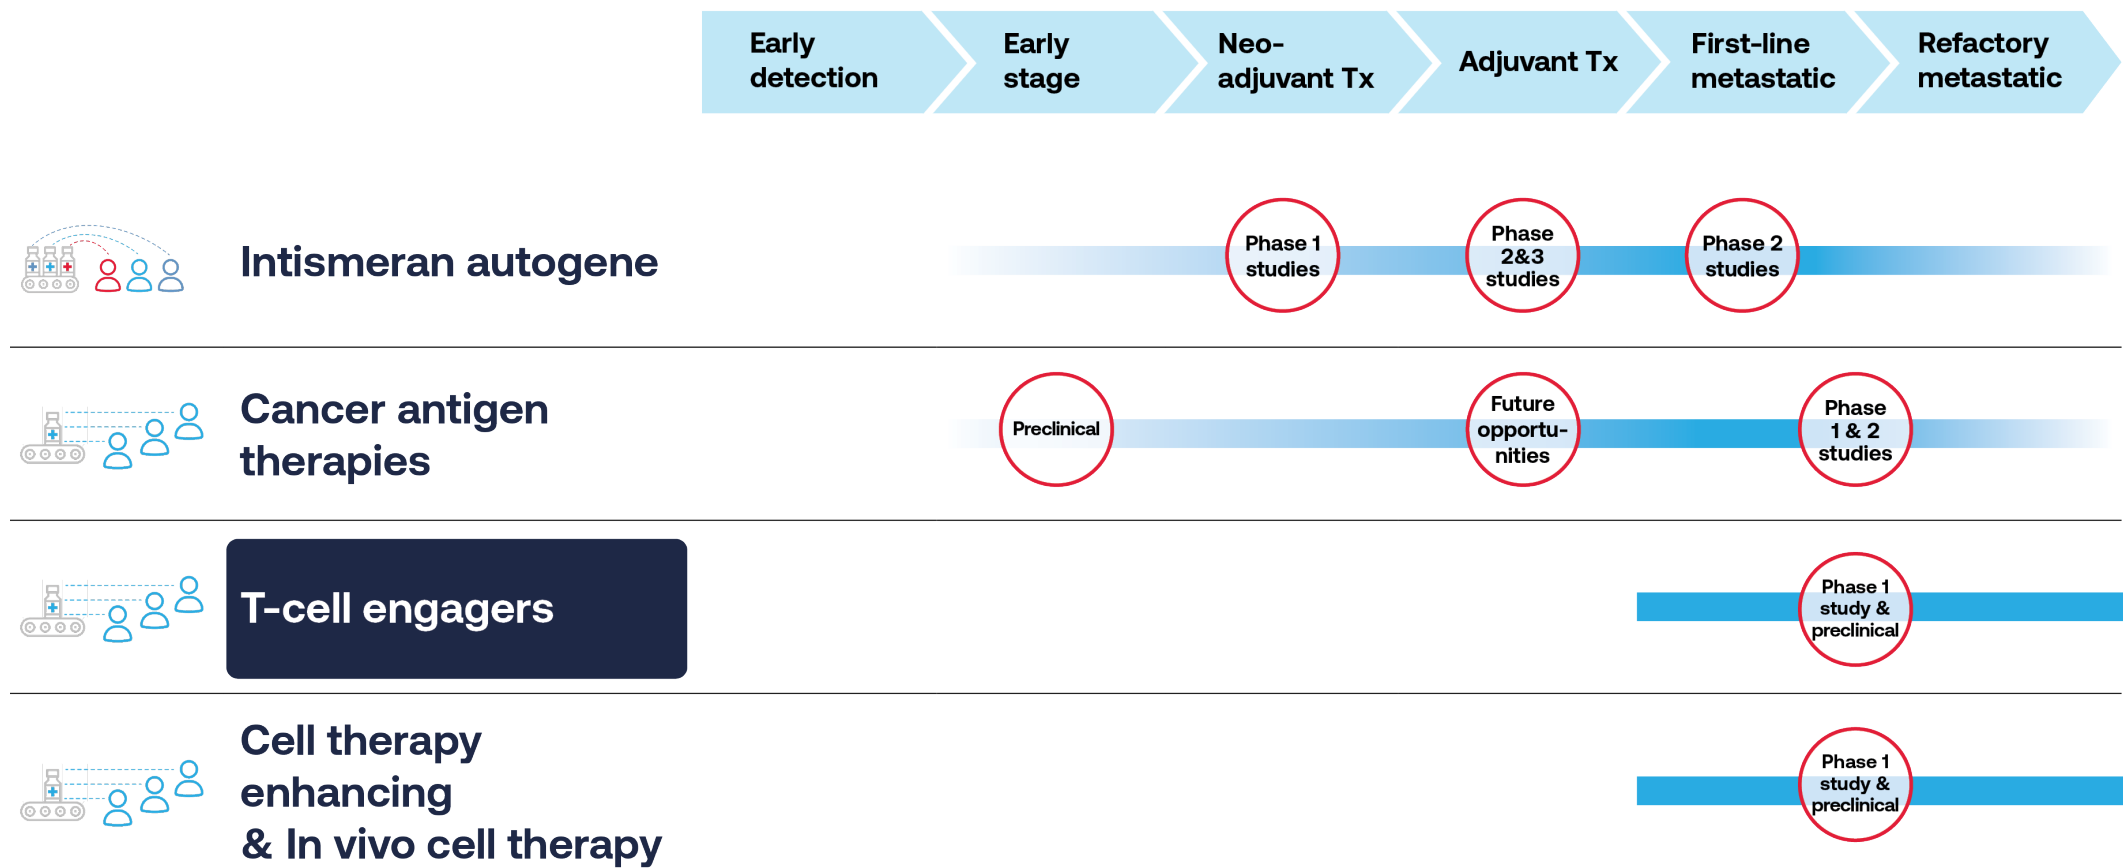 Early
detection
Early
stage
Neo-
adjuvant Tx
Adjuvant Tx
First-line
metastatic
Refactory
metastatic
Intismeran autogene
Phase 1
studies
Phase
2&3
studies
Phase 2
studies
Cancer antigen
therapies
Preclinical
Future
opportu-
nities
Phase
1 & 2
studies
T-cell engagers
Phase 1
study &
preclinical
Cell therapy
enhancing
& In vivo cell therapy
Phase 1
study &
preclinical